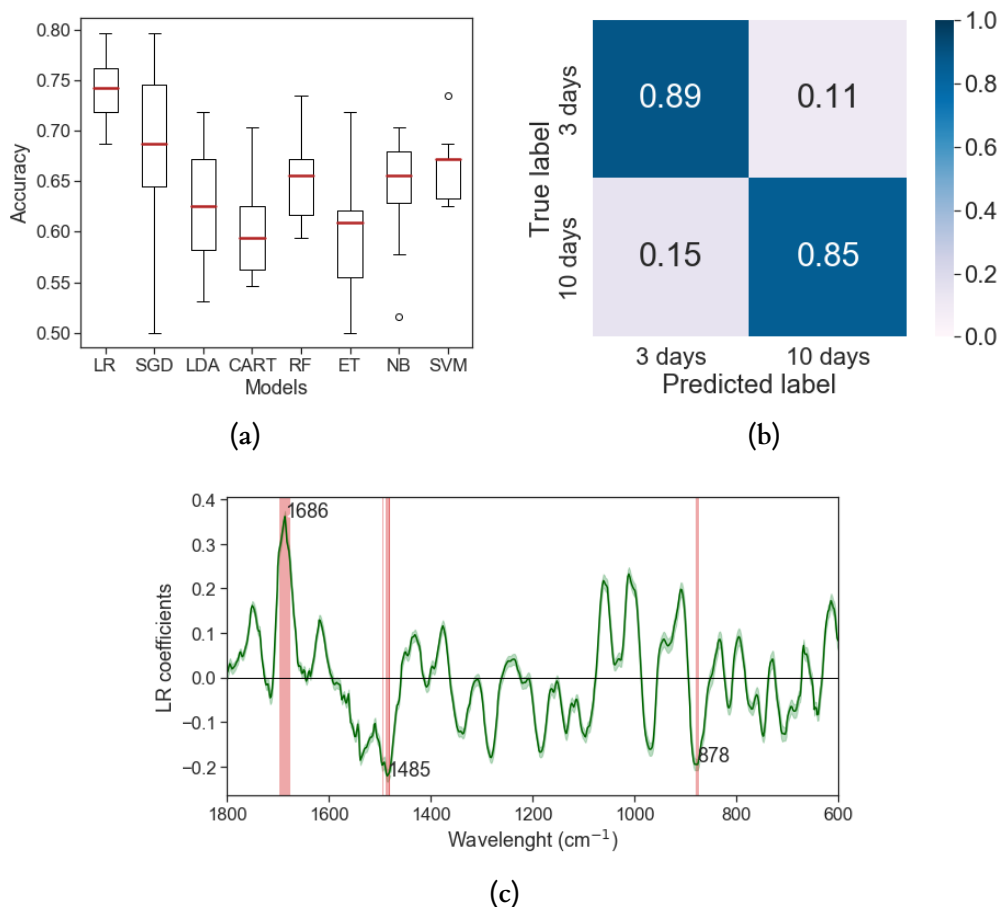 0.80
0.75
0.70
0.65
0.60
0.55
0.50
Accuracy
LR SGD LDA CART RF ET NB SVM
Models
(a)
True label
3 days
10 days
0.89 0.11
0.15 0.85
3 days 10 days
Predicted label
1.0
0.8
0.6
0.4
0.2
0.0
(b)
0.4
0.3
0.2
0.1
0.0
−0.1
−0.2
LR coefficients
1686
1485
878
1800 1600 1400 1200 1000 800 600
Wavelenght (cm⁻¹)
(c)